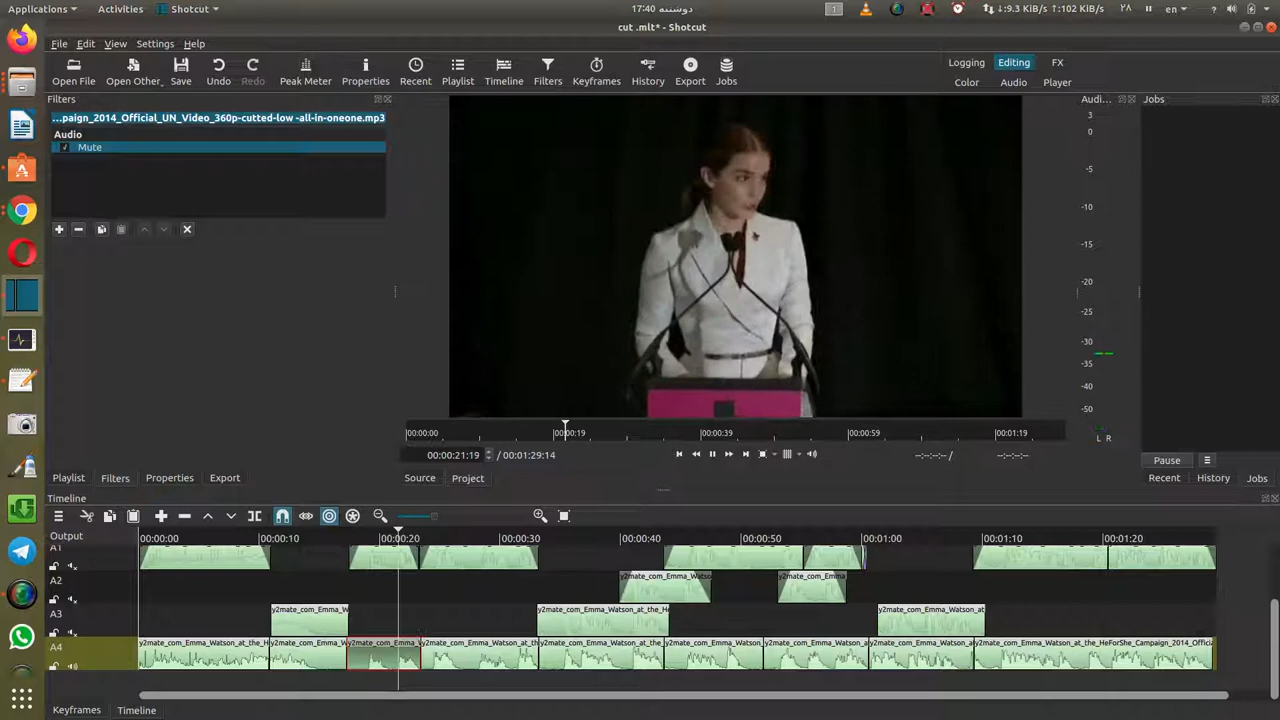 Applications
Activities
Shotcut
دوشنبه 17:40
1
↓:9.3 KiB/s ↑:102 KiB/s
۲۸
en
?
cut .mlt* - Shotcut
File Edit View Settings Help
Open File
Open Other
Save
Undo
Redo
Peak Meter
Properties
Recent
Playlist
Timeline
Filters
Keyframes
History
Export
Jobs
Logging Editing FX
Color Audio Player
Filters
...paign_2014_Official_UN_Video_360p-cutted-low -all-in-oneone.mp3
Audio
Mute
Audi...
3
0
-5
-10
-15
-20
-25
-30
-35
-40
-50
L R
Jobs
00:00:00
00:00:19
00:00:39
00:00:59
00:01:19
00:00:21:19 / 00:01:29:14
--:--:--:-- /
--:--:--:--
Pause
Playlist Filters Properties Export
Source Project
Recent History Jobs
Timeline
Output
00:00:00
00:00:10
00:00:20
00:00:30
00:00:40
00:00:50
00:01:00
00:01:10
00:01:20
A1
A2
y2mate_com_Emma_Watso
y2mate_com_Emma
A3
y2mate_com_Emma_W
y2mate_com_Emma_Watson_at_the_He
y2mate_com_Emma_Watson_at
A4
y2mate_com_Emma_Watson_at_the_H
y2mate_com_Emma_W
y2mate_com_Emma_
y2mate_com_Emma_Watson_at_th
y2mate_com_Emma_Watson_at_the_H
y2mate_com_Emma_Watson
y2mate_com_Emma_Watson_
y2mate_com_Emma_Watson_
y2mate_com_Emma_Watson_at_the_HeForShe_Campaign_2014_Offici
Keyframes Timeline